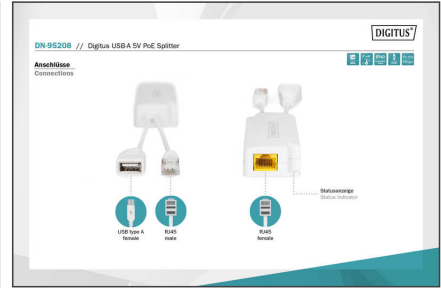 DIGITUS®
DN-95208 // Digitus USB-A 5V PoE Splitter
Anschlüsse
Connections
Statusanzeige
Status indicator
USB type A
female
RJ45
male
RJ45
female